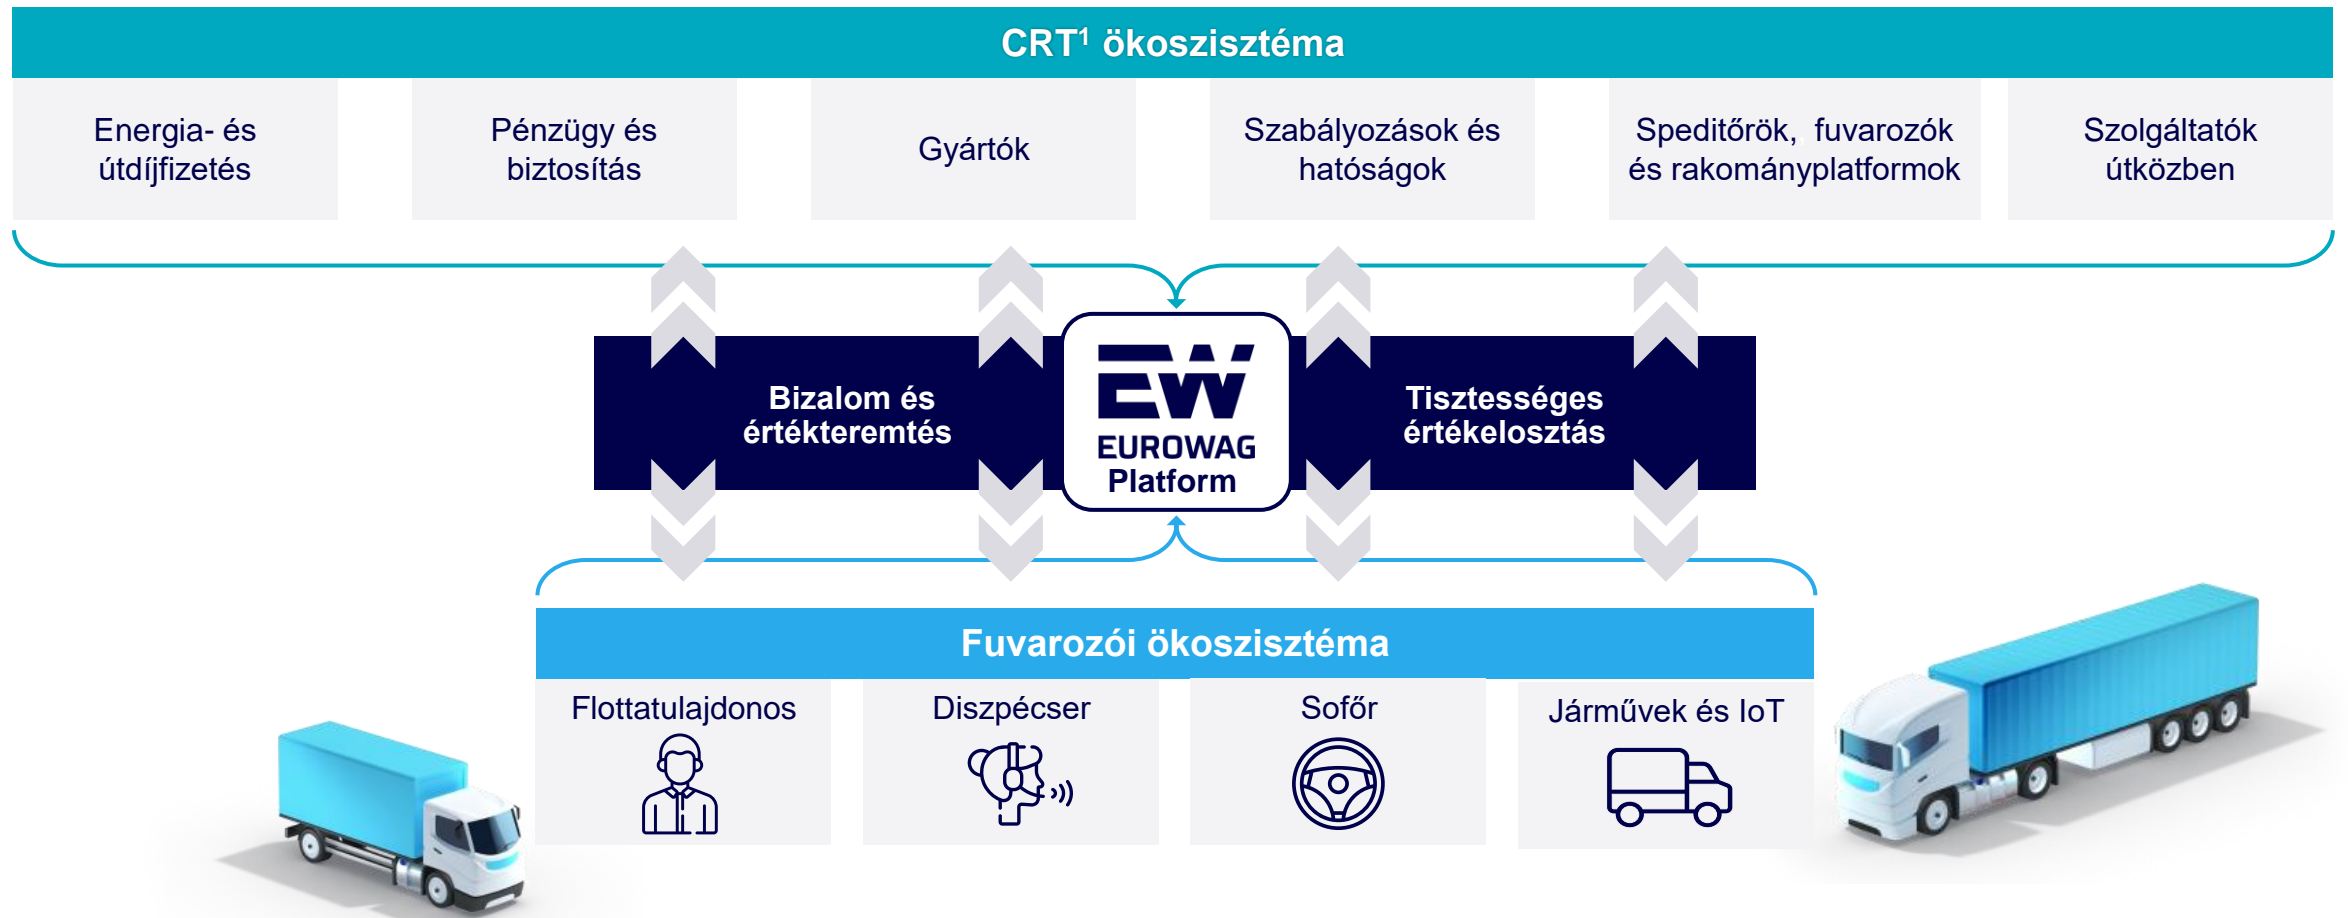 CRT¹ ökoszisztéma
Energia- és
útdíjfizetés
Pénzügy és
biztosítás
Gyártók
Szabályozások és
hatóságok
Speditőrök, fuvarozók
és rakományplatformok
Szolgáltatók
útközben
Bizalom és
értékteremtés
EW
EUROWAG
Platform
Tisztességes
értékelosztás
Fuvarozói ökoszisztéma
Flottatulajdonos
Diszpécser
Sofőr
Járművek és IoT